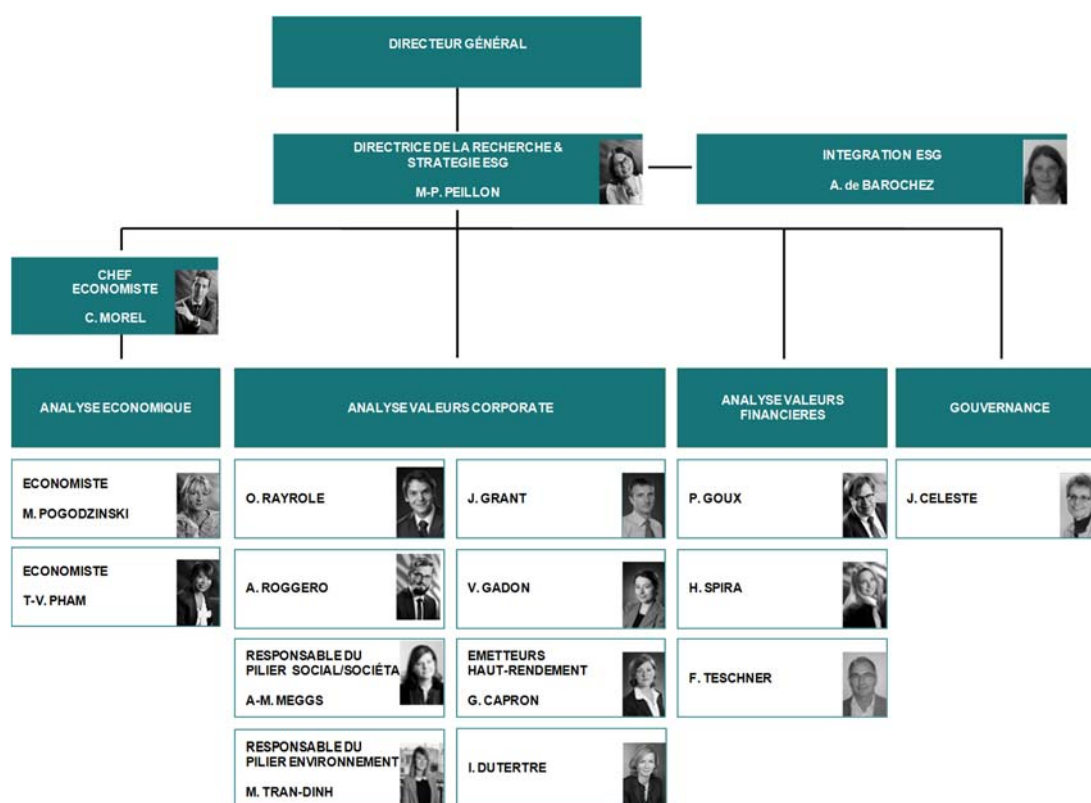 DIRECTEUR GÉNÉRAL
DIRECTRICE DE LA RECHERCHE &
STRATEGIE ESG
M-P. PEILLON
INTEGRATION ESG
A. de BAROCHEZ
CHEF
ECONOMISTE
C. MOREL
ANALYSE ECONOMIQUE
ANALYSE VALEURS CORPORATE
ANALYSE VALEURS
FINANCIERES
GOUVERNANCE
ECONOMISTE
M. POGODZINSKI
ECONOMISTE
T-V. PHAM
O. RAYROLE
A. ROGGERO
RESPONSABLE DU
PILIER SOCIAL/SOCIÉTA
A-M. MEGGS
RESPONSABLE DU
PILIER ENVIRONNEMENT
M. TRAN-DINH
J. GRANT
V. GADON
EMETTEURS
HAUT-RENDEMENT
G. CAPRON
I. DUTERTRE
P. GOUX
H. SPIRA
F. TESCHNER
J. CELESTE